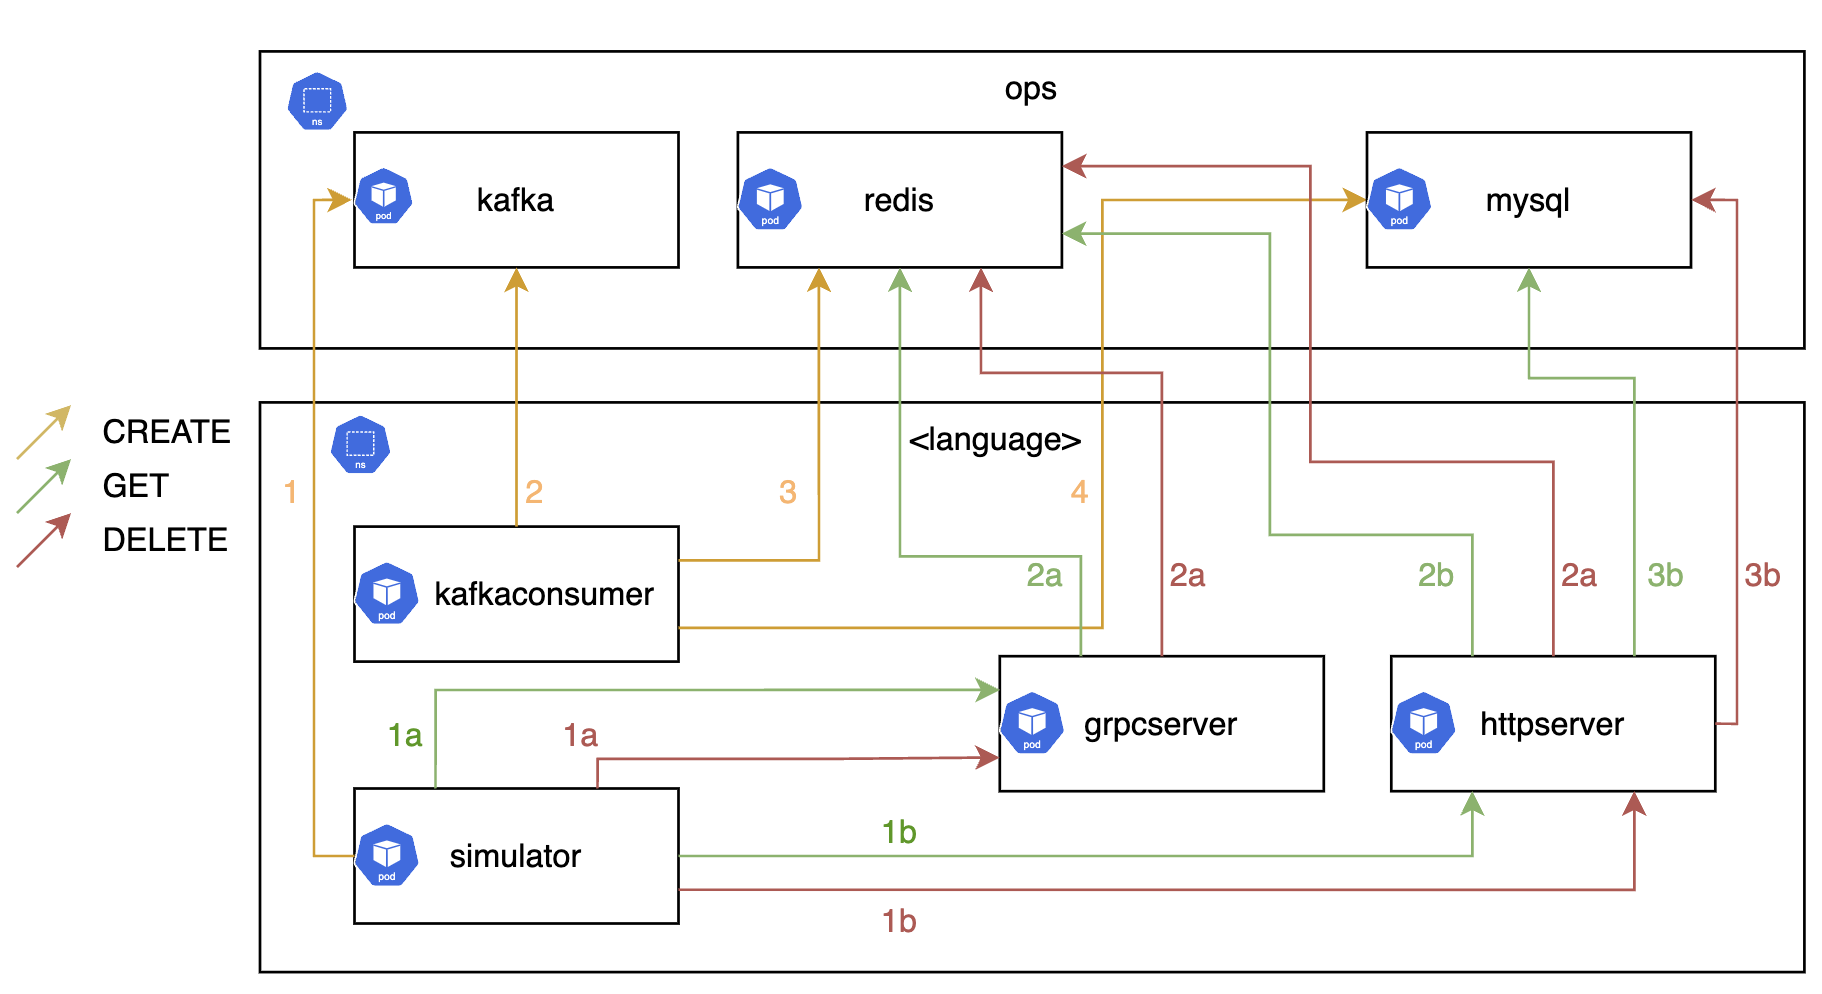 ops
ns
kafka
pod
redis
pod
mysql
pod
CREATE
GET
DELETE
<language>
ns
1
2
3
4
kafkaconsumer
pod
2a
2a
2b
2a
3b
3b
grpcserver
pod
httpserver
pod
1a
1a
simulator
pod
1b
1b